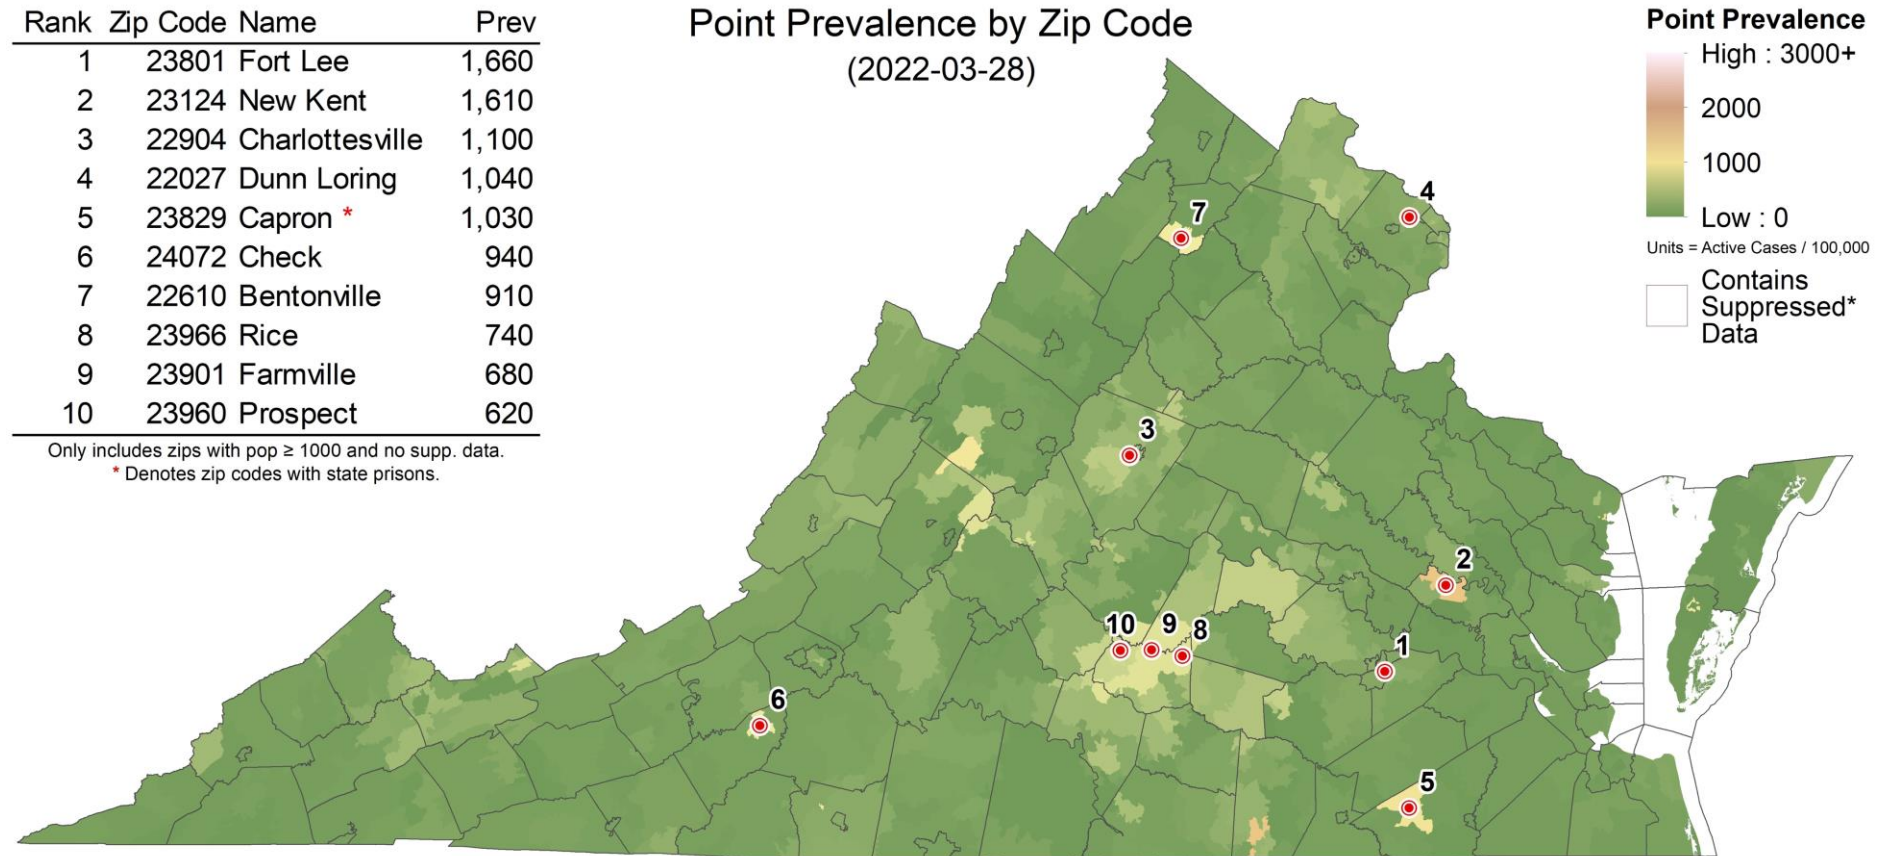 Point Prevalence by Zip Code
(2022-03-28)
Rank Zip Code Name Prev
1 23801 Fort Lee 1,660
2 23124 New Kent 1,610
3 22904 Charlottesville 1,100
4 22027 Dunn Loring 1,040
5 23829 Capron * 1,030
6 24072 Check 940
7 22610 Bentonville 910
8 23966 Rice 740
9 23901 Farmville 680
10 23960 Prospect 620
Only includes zips with pop ≥ 1000 and no supp. data.
* Denotes zip codes with state prisons.
Point Prevalence
High : 3000+
2000
1000
Low : 0
Units = Active Cases / 100,000
Contains
Suppressed*
Data
4
7
3
2
10 9 8
1
6
5